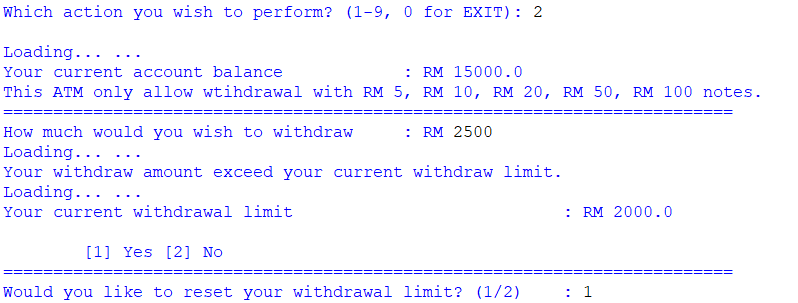 Which action you wish to perform? (1-9, 0 for EXIT): 2
Loading... ...
Your current account balance            : RM 15000.0
This ATM only allow wtihdrawal with RM 5, RM 10, RM 20, RM 50, RM 100 notes.
=========================================================================
How much would you wish to withdraw     : RM 2500
Loading... ...
Your withdraw amount exceed your current withdraw limit.
Loading... ...
Your current withdrawal limit                           : RM 2000.0
        [1] Yes [2] No
=========================================================================
Would you like to reset your withdrawal limit? (1/2)    : 1